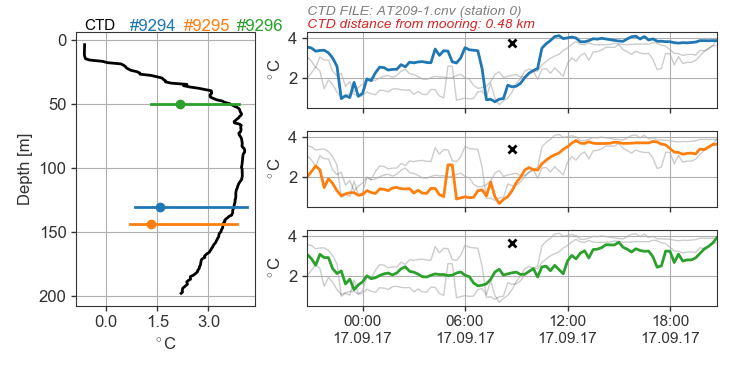 CTD FILE: AT209-1.cnv (station 0)
CTD distance from mooring: 0.48 km
CTD #9294 #9295 #9296
0
50
100
150
200
Depth [m]
0.0 1.5 3.0
°C
4
2
°C
4
2
°C
4
2
°C
00:00 06:00 12:00 18:00
17.09.17 17.09.17 17.09.17 17.09.17